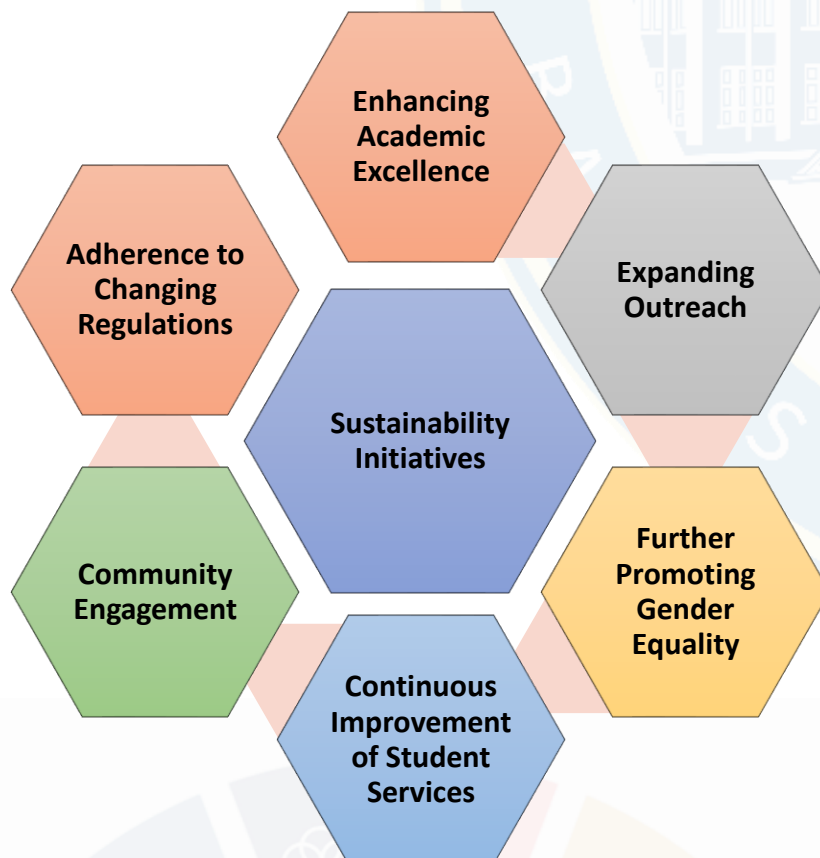 Enhancing
Academic
Excellence
Adherence to
Changing
Regulations
Expanding
Outreach
Sustainability
Initiatives
Community
Engagement
Further
Promoting
Gender
Equality
Continuous
Improvement
of Student
Services